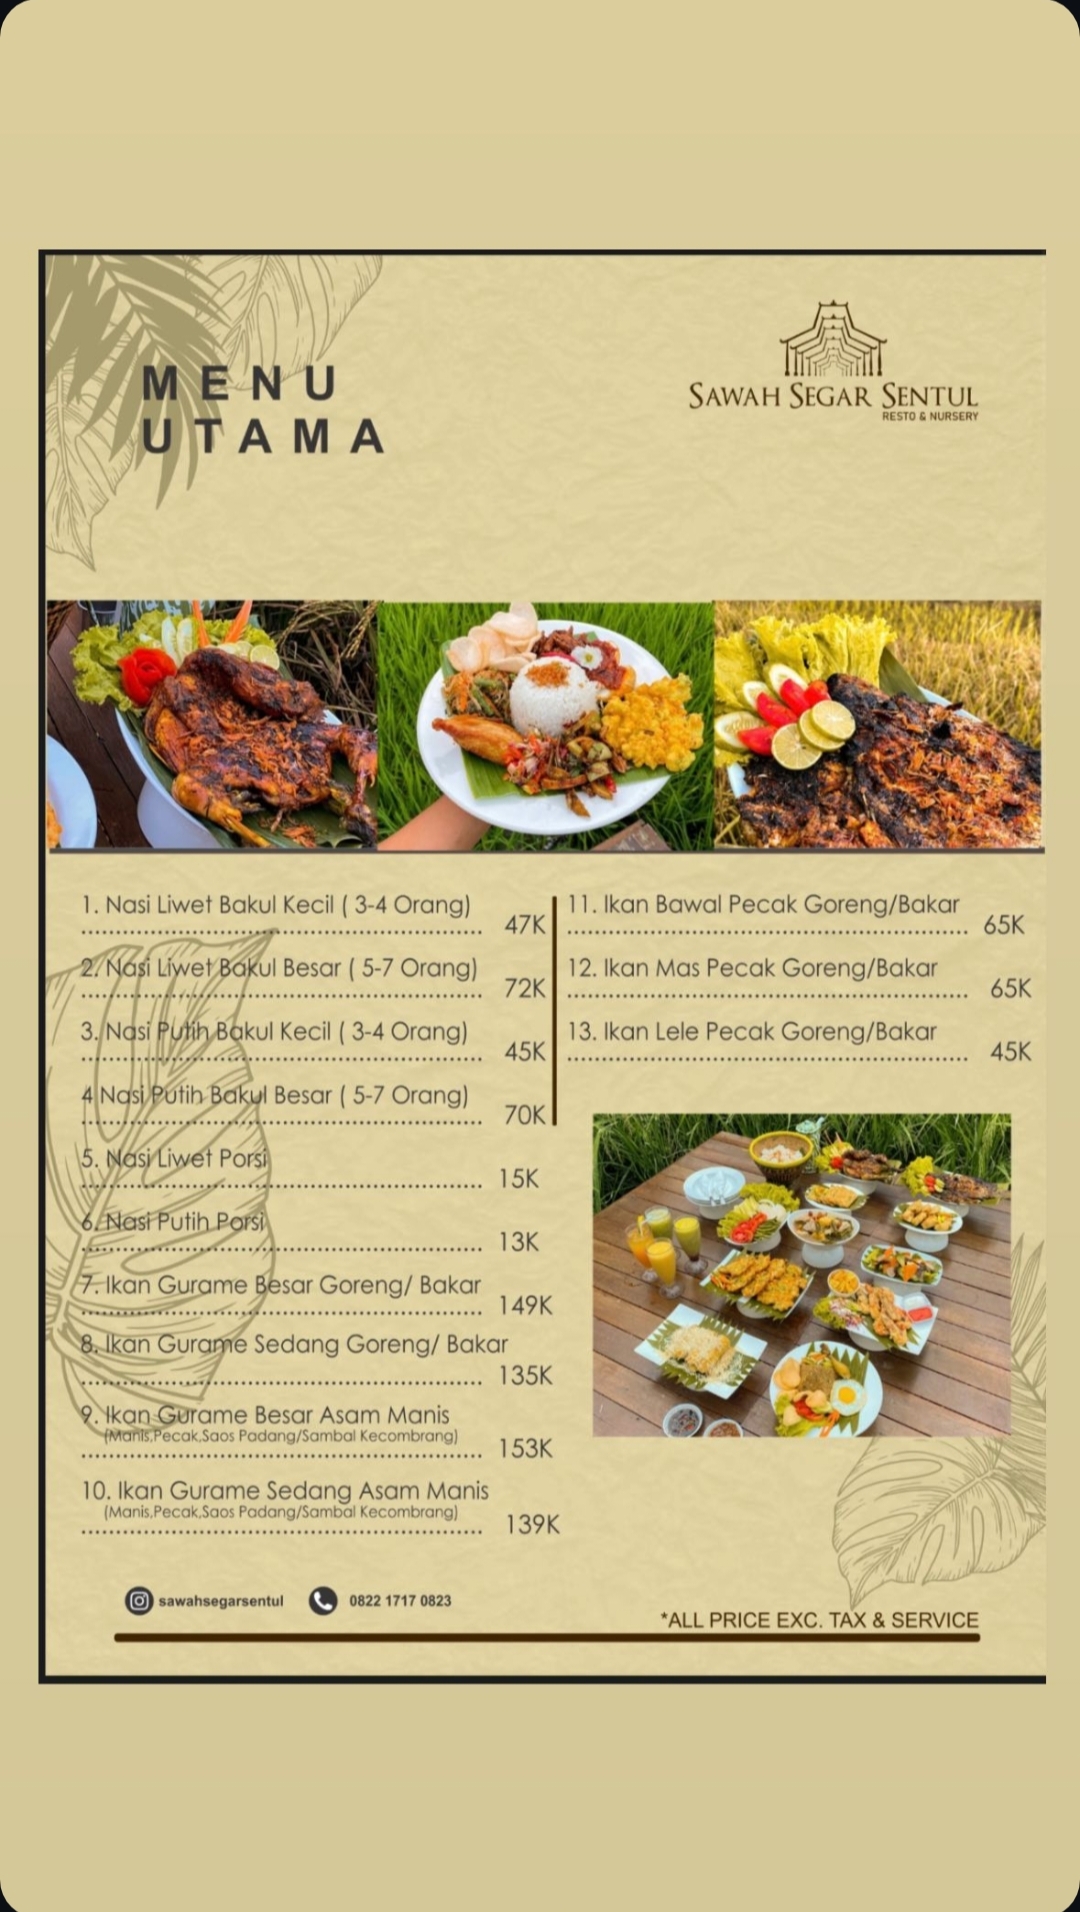 MENU
UTAMA
SAWAH SEGAR SENTUL
RESTO & NURSERY
1. Nasi Liwet Bakul Kecil ( 3-4 Orang)
47K
2. Nasi Liwet Bakul Besar ( 5-7 Orang)
72K
3. Nasi Putih Bakul Kecil ( 3-4 Orang)
45K
4 Nasi Putih Bakul Besar ( 5-7 Orang)
70K
5. Nasi Liwet Porsi
15K
6. Nasi Putih Porsi
13K
7. Ikan Gurame Besar Goreng/ Bakar
149K
8. Ikan Gurame Sedang Goreng/ Bakar
135K
9. Ikan Gurame Besar Asam Manis
(Manis,Pecak,Saos Padang/Sambal Kecombrang)
153K
10. Ikan Gurame Sedang Asam Manis
(Manis,Pecak,Saos Padang/Sambal Kecombrang)
139K
11. Ikan Bawal Pecak Goreng/Bakar
65K
12. Ikan Mas Pecak Goreng/Bakar
65K
13. Ikan Lele Pecak Goreng/Bakar
45K
sawahsegarsentul
0822 1717 0823
*ALL PRICE EXC. TAX & SERVICE